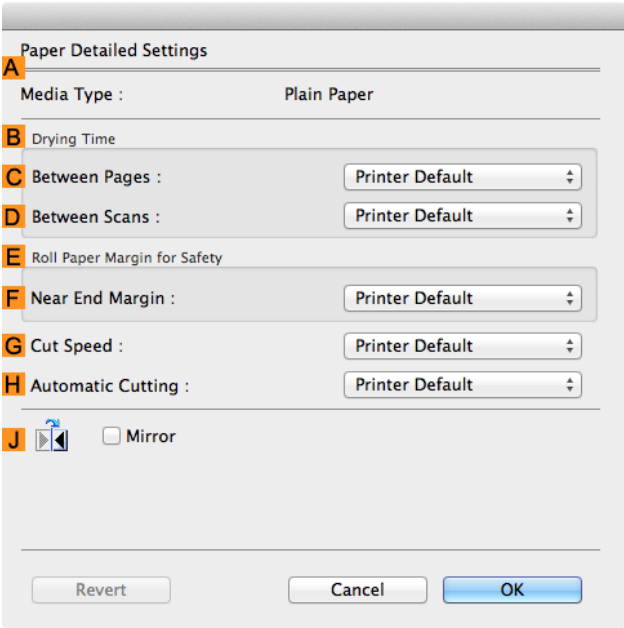 Paper Detailed Settings
A
Media Type : Plain Paper
B Drying Time
C Between Pages : Printer Default
D Between Scans : Printer Default
E Roll Paper Margin for Safety
F Near End Margin : Printer Default
G Cut Speed : Printer Default
H Automatic Cutting : Printer Default
J Mirror
Revert Cancel OK